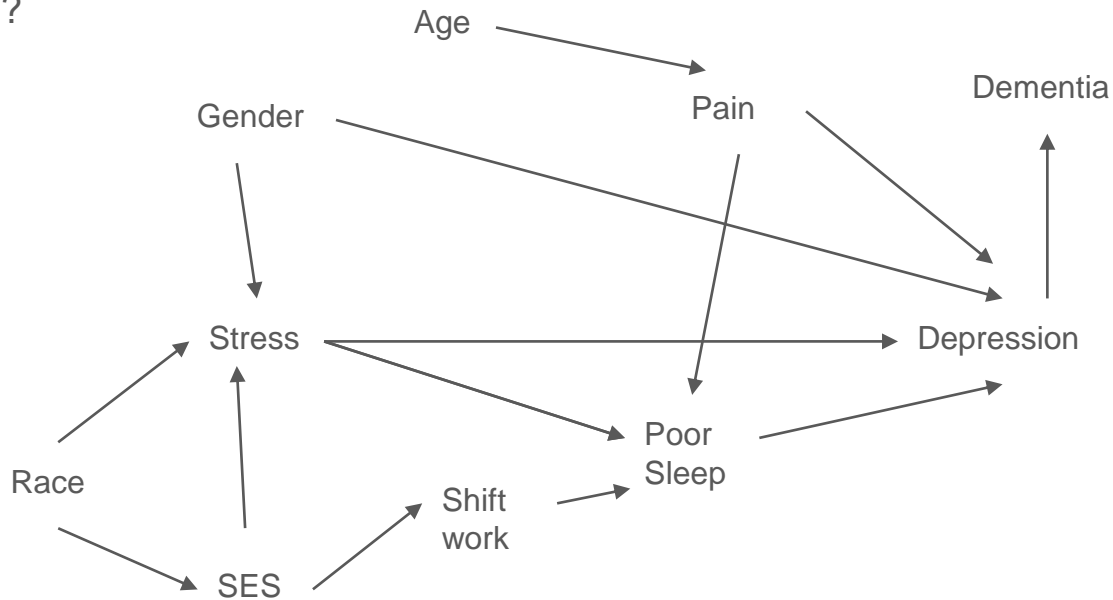 ?
Age
Dementia
Pain
Gender
Stress
Depression
Poor
Sleep
Race
Shift
work
SES